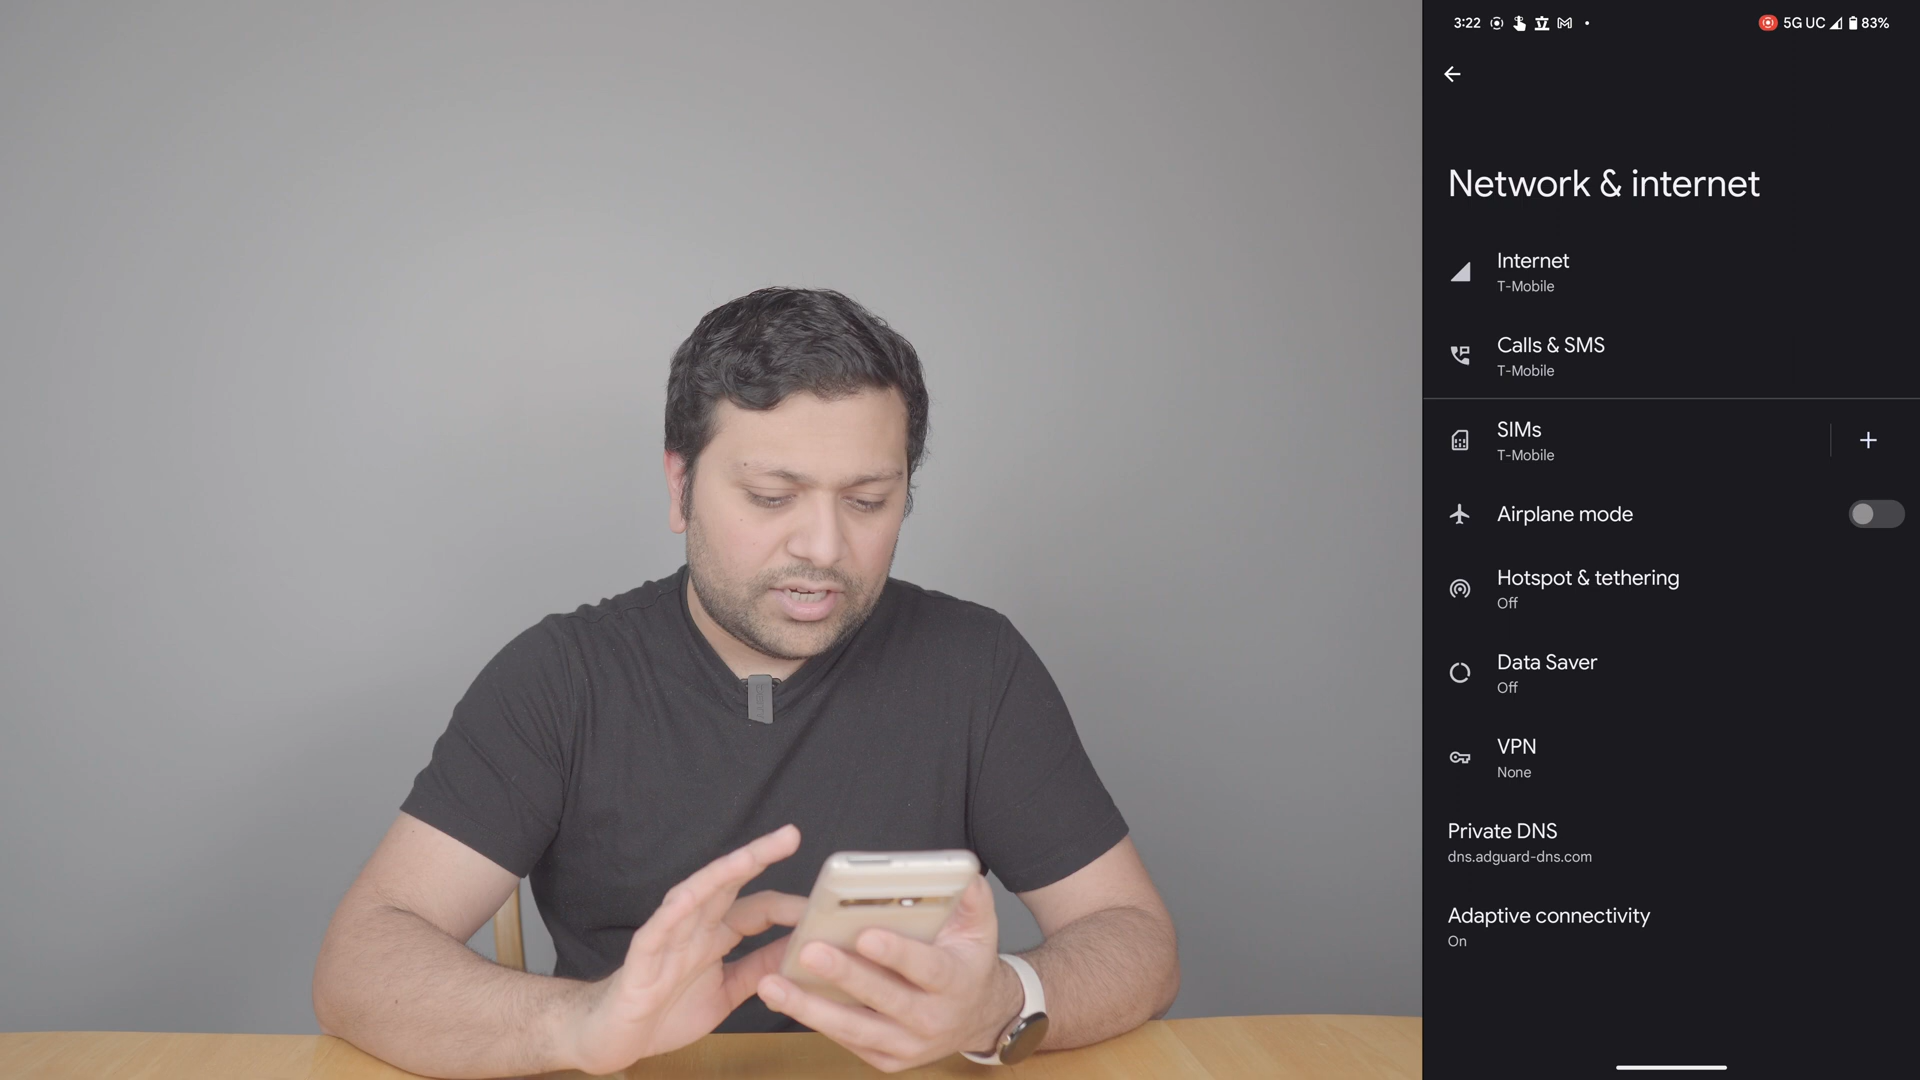 3:22
5G UC
83%
Network & internet
Internet
T-Mobile
Calls & SMS
T-Mobile
SIMs
T-Mobile
Airplane mode
Hotspot & tethering
Off
Data Saver
Off
VPN
None
Private DNS
dns.adguard-dns.com
Adaptive connectivity
On